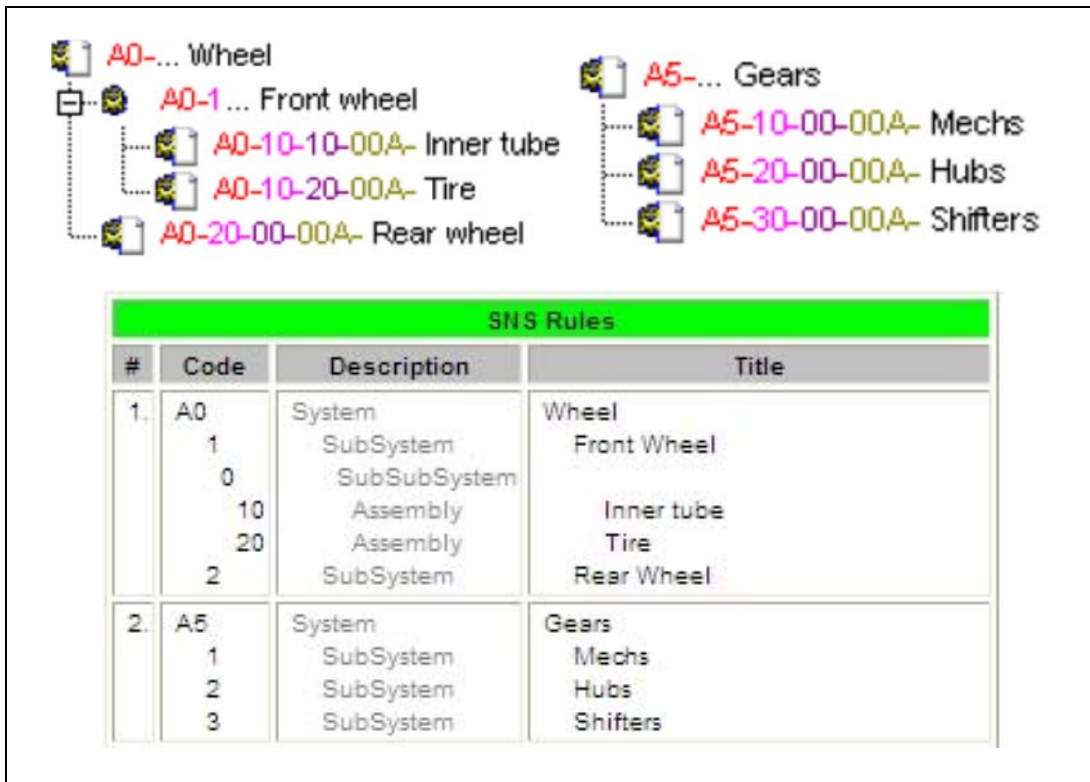 A0-... Wheel
A0-1... Front wheel
A0-10-10-00A- Inner tube
A0-10-20-00A- Tire
A0-20-00-00A- Rear wheel
A5-... Gears
A5-10-00-00A- Mechs
A5-20-00-00A- Hubs
A5-30-00-00A- Shifters
SNS Rules
# Code Description Title
1. A0 System Wheel
1 SubSystem Front Wheel
0 SubSubSystem
10 Assembly Inner tube
20 Assembly Tire
2 SubSystem Rear Wheel
2. A5 System Gears
1 SubSystem Mechs
2 SubSystem Hubs
3 SubSystem Shifters